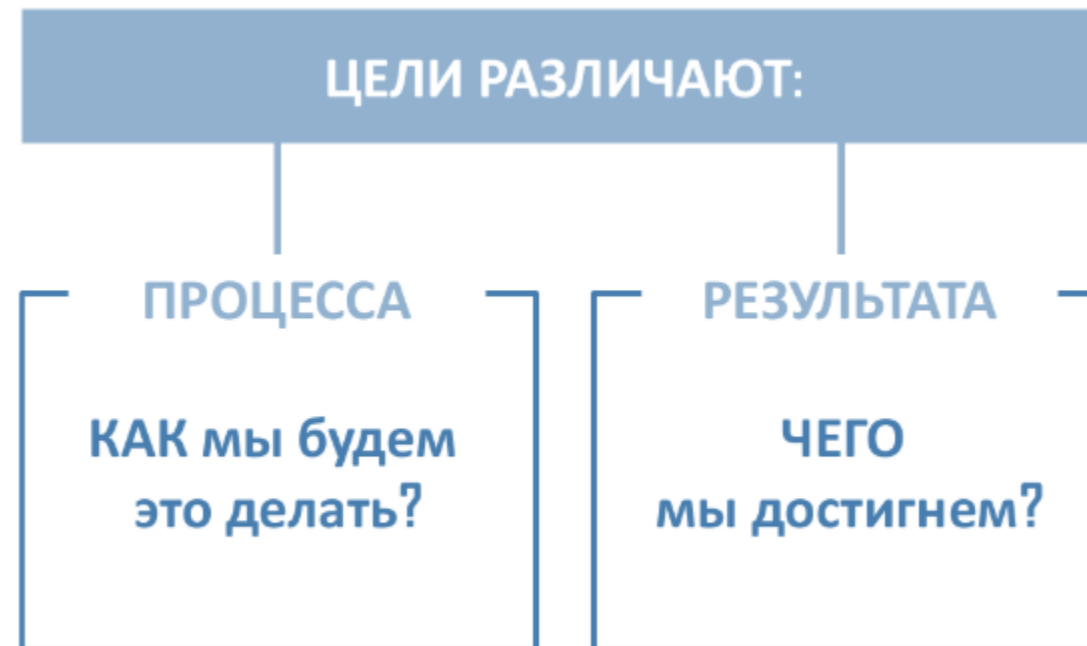 ЦЕЛИ РАЗЛИЧАЮТ:
ПРОЦЕССА
КАК мы будем
это делать?
РЕЗУЛЬТАТА
ЧЕГО
мы достигнем?